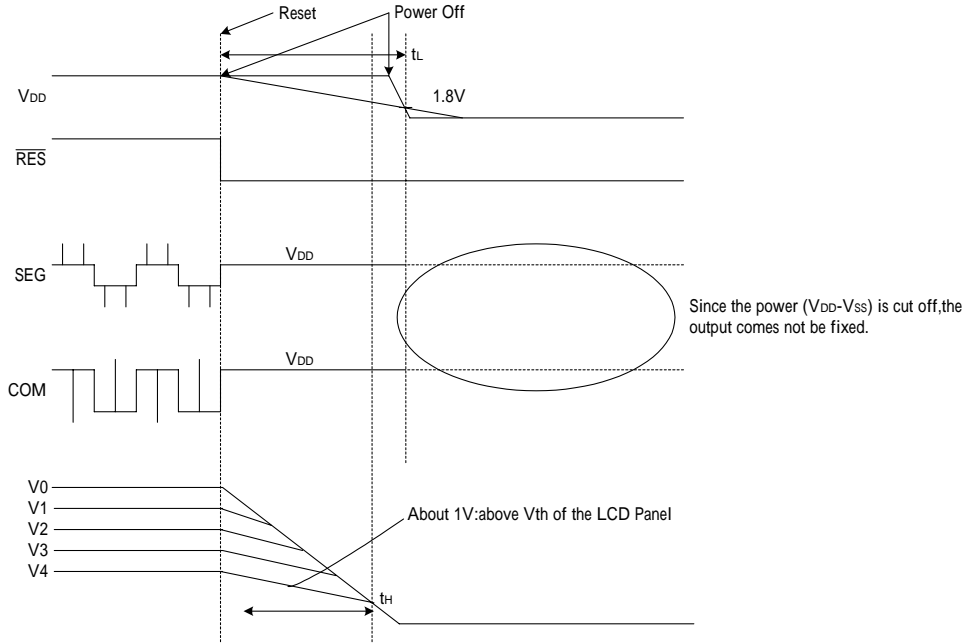 Reset
Power Off
tL
VDD
1.8V
RES
VDD
SEG
Since the power (VDD-VSS) is cut off,the
output comes not be fixed.
VDD
COM
V0
V1
About 1V:above Vth of the LCD Panel
V2
V3
V4
tH